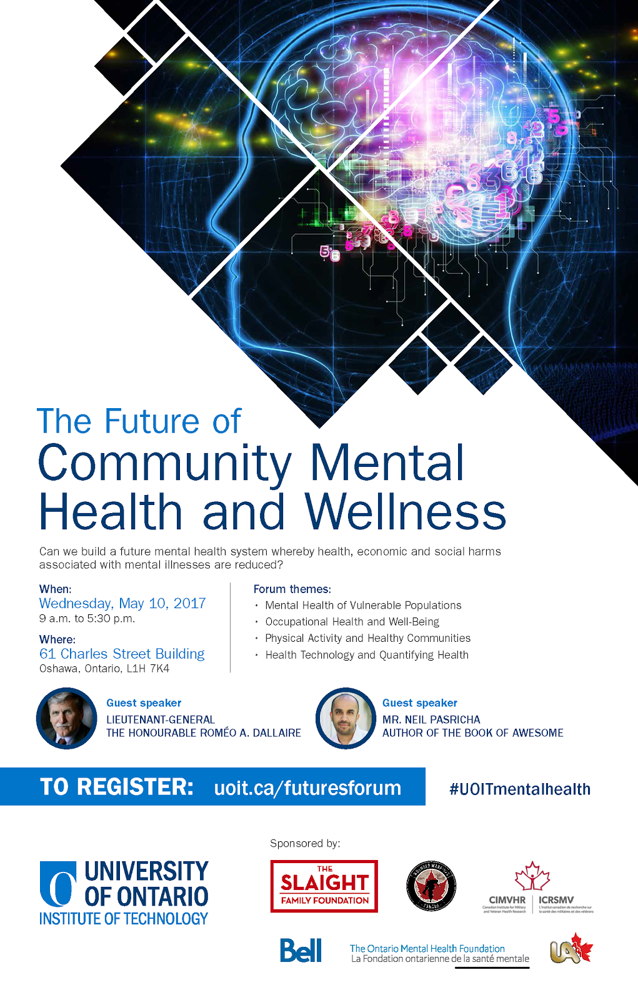 The Future of
Community Mental
Health and Wellness
Can we build a future mental health system whereby health, economic and social harms
associated with mental illnesses are reduced?
When:
Wednesday, May 10, 2017
9 a.m. to 5:30 p.m.
Where:
61 Charles Street Building
Oshawa, Ontario, L1H 7K4
Forum themes:
• Mental Health of Vulnerable Populations
• Occupational Health and Well-Being
• Physical Activity and Healthy Communities
• Health Technology and Quantifying Health
Guest speaker
LIEUTENANT-GENERAL
THE HONOURABLE ROMÉO A. DALLAIRE
Guest speaker
MR. NEIL PASRICHA
AUTHOR OF THE BOOK OF AWESOME
TO REGISTER: uoit.ca/futuresforum
#UOITmentalhealth
UNIVERSITY
OF ONTARIO
INSTITUTE OF TECHNOLOGY
Sponsored by:
THE
SLAIGHT
FAMILY FOUNDATION
WOUNDED WARRIORS
CANADA
CIMVHR
Canadian Institute for Military
and Veteran Health Research
ICRSMV
L'Institut canadien de recherche sur
la santé des militaires et des vétérans
Bell
The Ontario Mental Health Foundation
La Fondation ontarienne de la santé mentale
UA